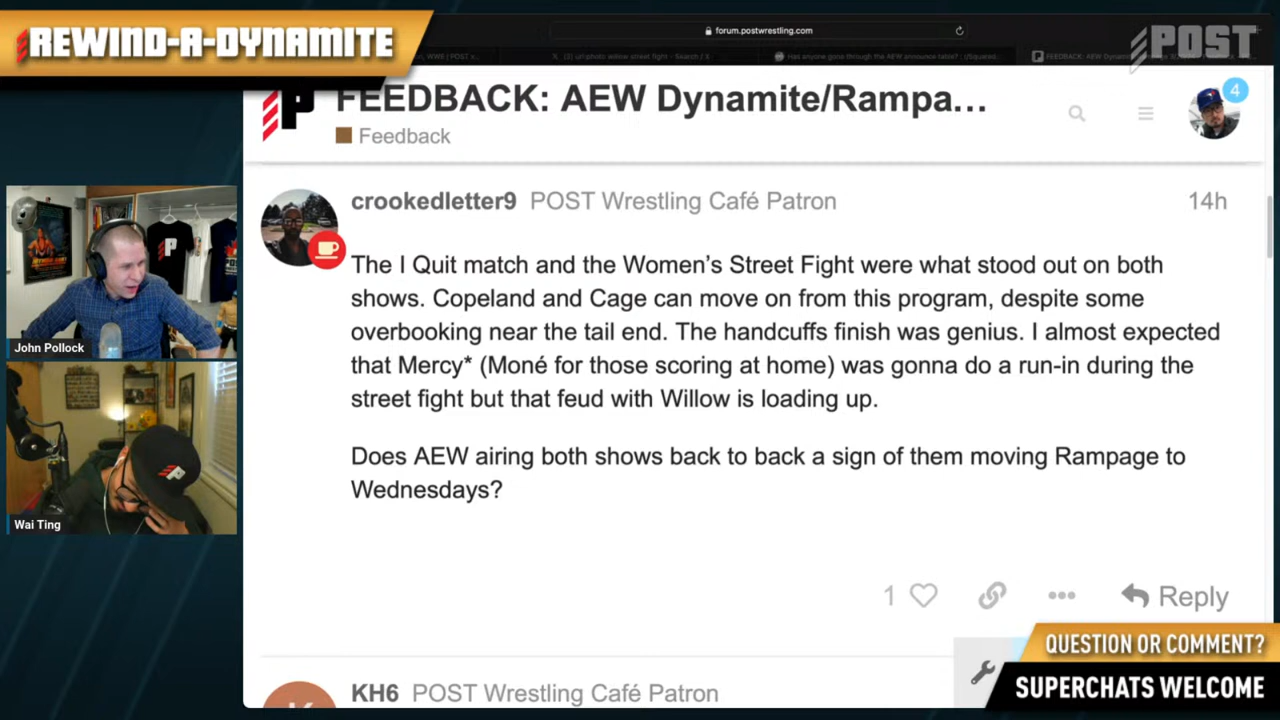 REWIND-A-DYNAMITE
forum.postwrestling.com
POST
FEEDBACK: AEW Dynamite/Rampa…
4
Feedback
crookedletter9 POST Wrestling Café Patron 14h
The I Quit match and the Women’s Street Fight were what stood out on both
shows. Copeland and Cage can move on from this program, despite some
overbooking near the tail end. The handcuffs finish was genius. I almost expected
that Mercy* (Moné for those scoring at home) was gonna do a run-in during the
street fight but that feud with Willow is loading up.
Does AEW airing both shows back to back a sign of them moving Rampage to
Wednesdays?
1
Reply
KH6 POST Wrestling Café Patron
John Pollock
Wai Ting
QUESTION OR COMMENT?
SUPERCHATS WELCOME